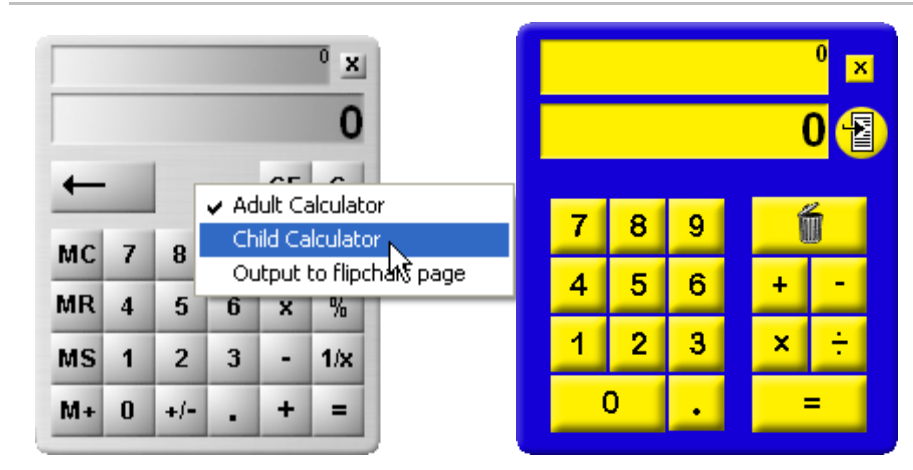 0 x
0
← CE C
✓ Adult Calculator
Child Calculator
Output to flipchart page
MC 7 8
MR 4 5 6 x %
MS 1 2 3 - 1/x
M+ 0 +/- . + =
0 x
0
7 8 9
4 5 6 + -
1 2 3 × ÷
0 . =